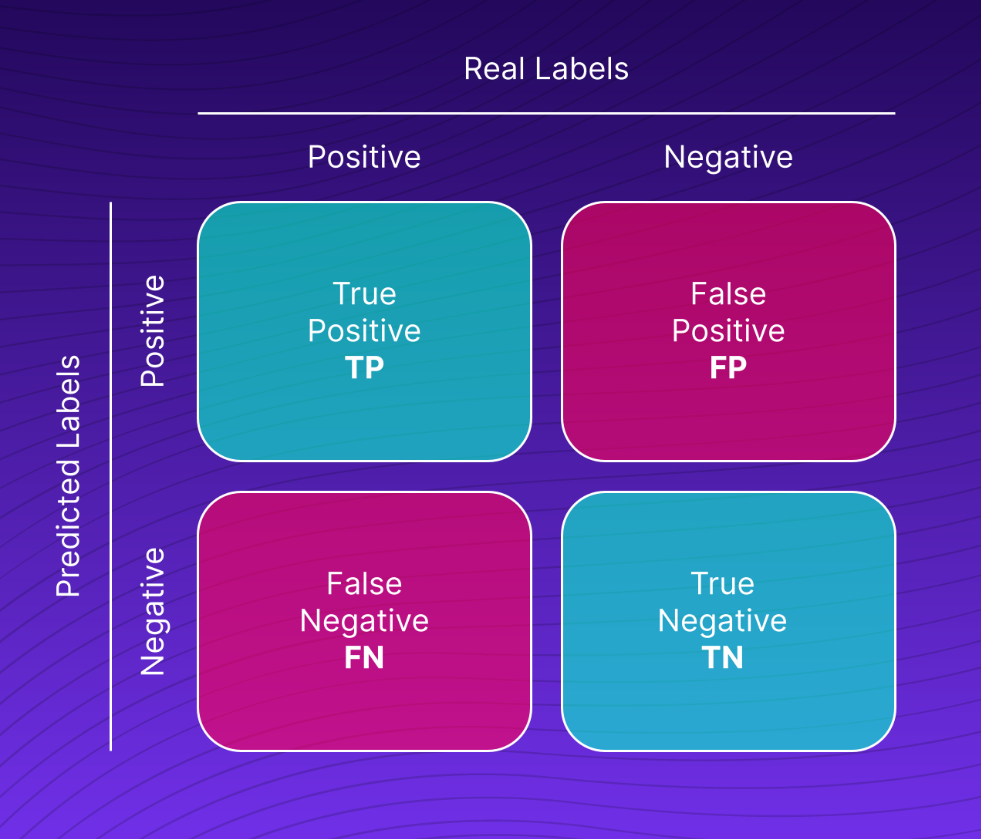 Real Labels
Positive
Negative
Predicted Labels
Positive
True
Positive
TP
False
Positive
FP
Negative
False
Negative
FN
True
Negative
TN